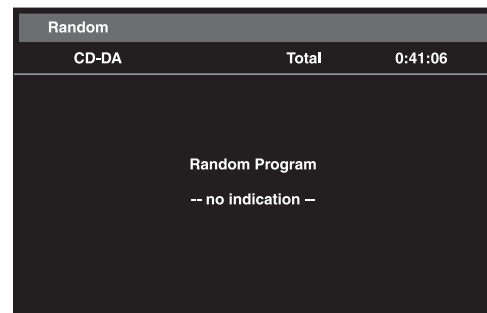 Random
CD-DA Total 0:41:06
Random Program
-- no indication –